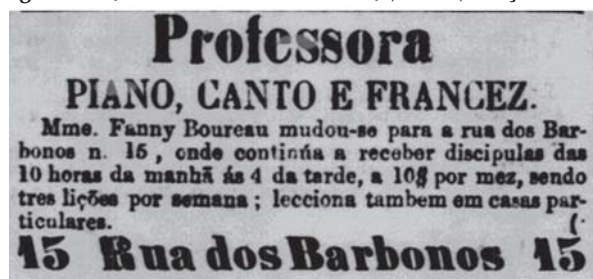 Professora
PIANO, CANTO E FRANCEZ.
Mme. Fanny Boureau mudou-se para a rua dos Bar-
bonos n. 15, onde continúa a receber discipulas das
10 horas da manhã ás 4 da tarde, a 10$ por mez, sendo
tres lições por semana; lecciona tambem em casas par-
ticulares. (·
15 Rua dos Barbonos 15